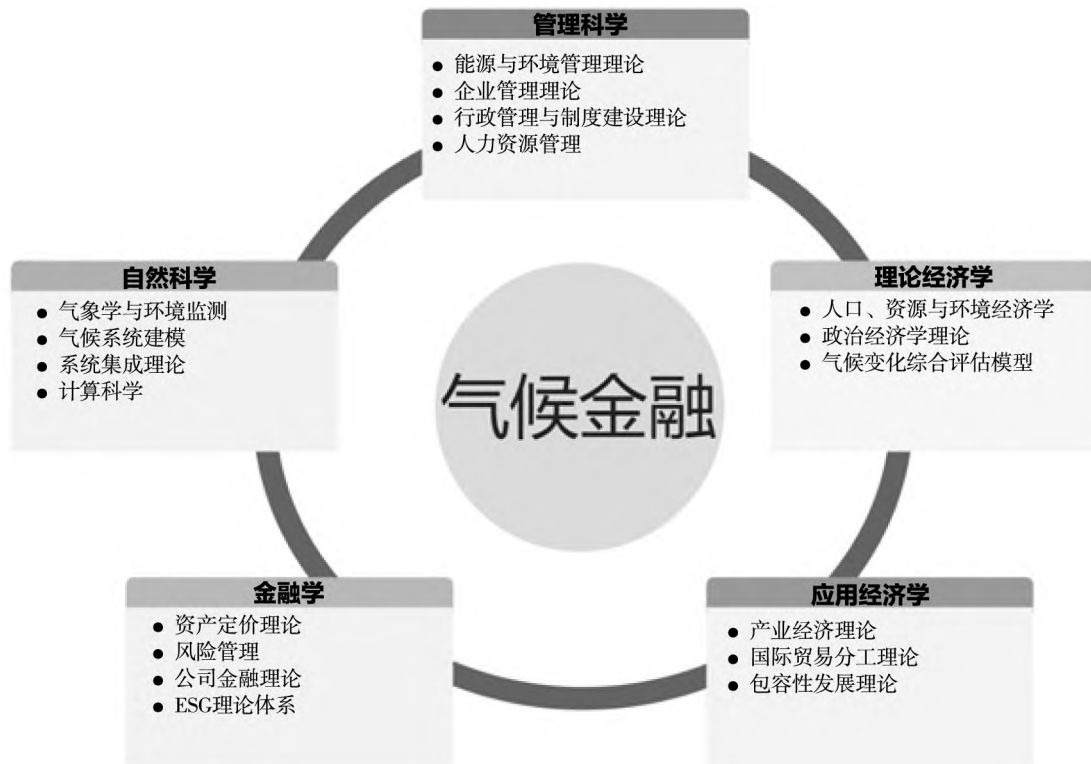 管理科学
能源与环境管理理论
企业管理理论
行政管理与制度建设理论
人力资源管理
自然科学
气象学与环境监测
气候系统建模
系统集成理论
计算科学
理论经济学
人口、资源与环境经济学
政治经济学理论
气候变化综合评估模型
气候金融
金融学
资产定价理论
风险管理
公司金融理论
ESG理论体系
应用经济学
产业经济理论
国际贸易分工理论
包容性发展理论